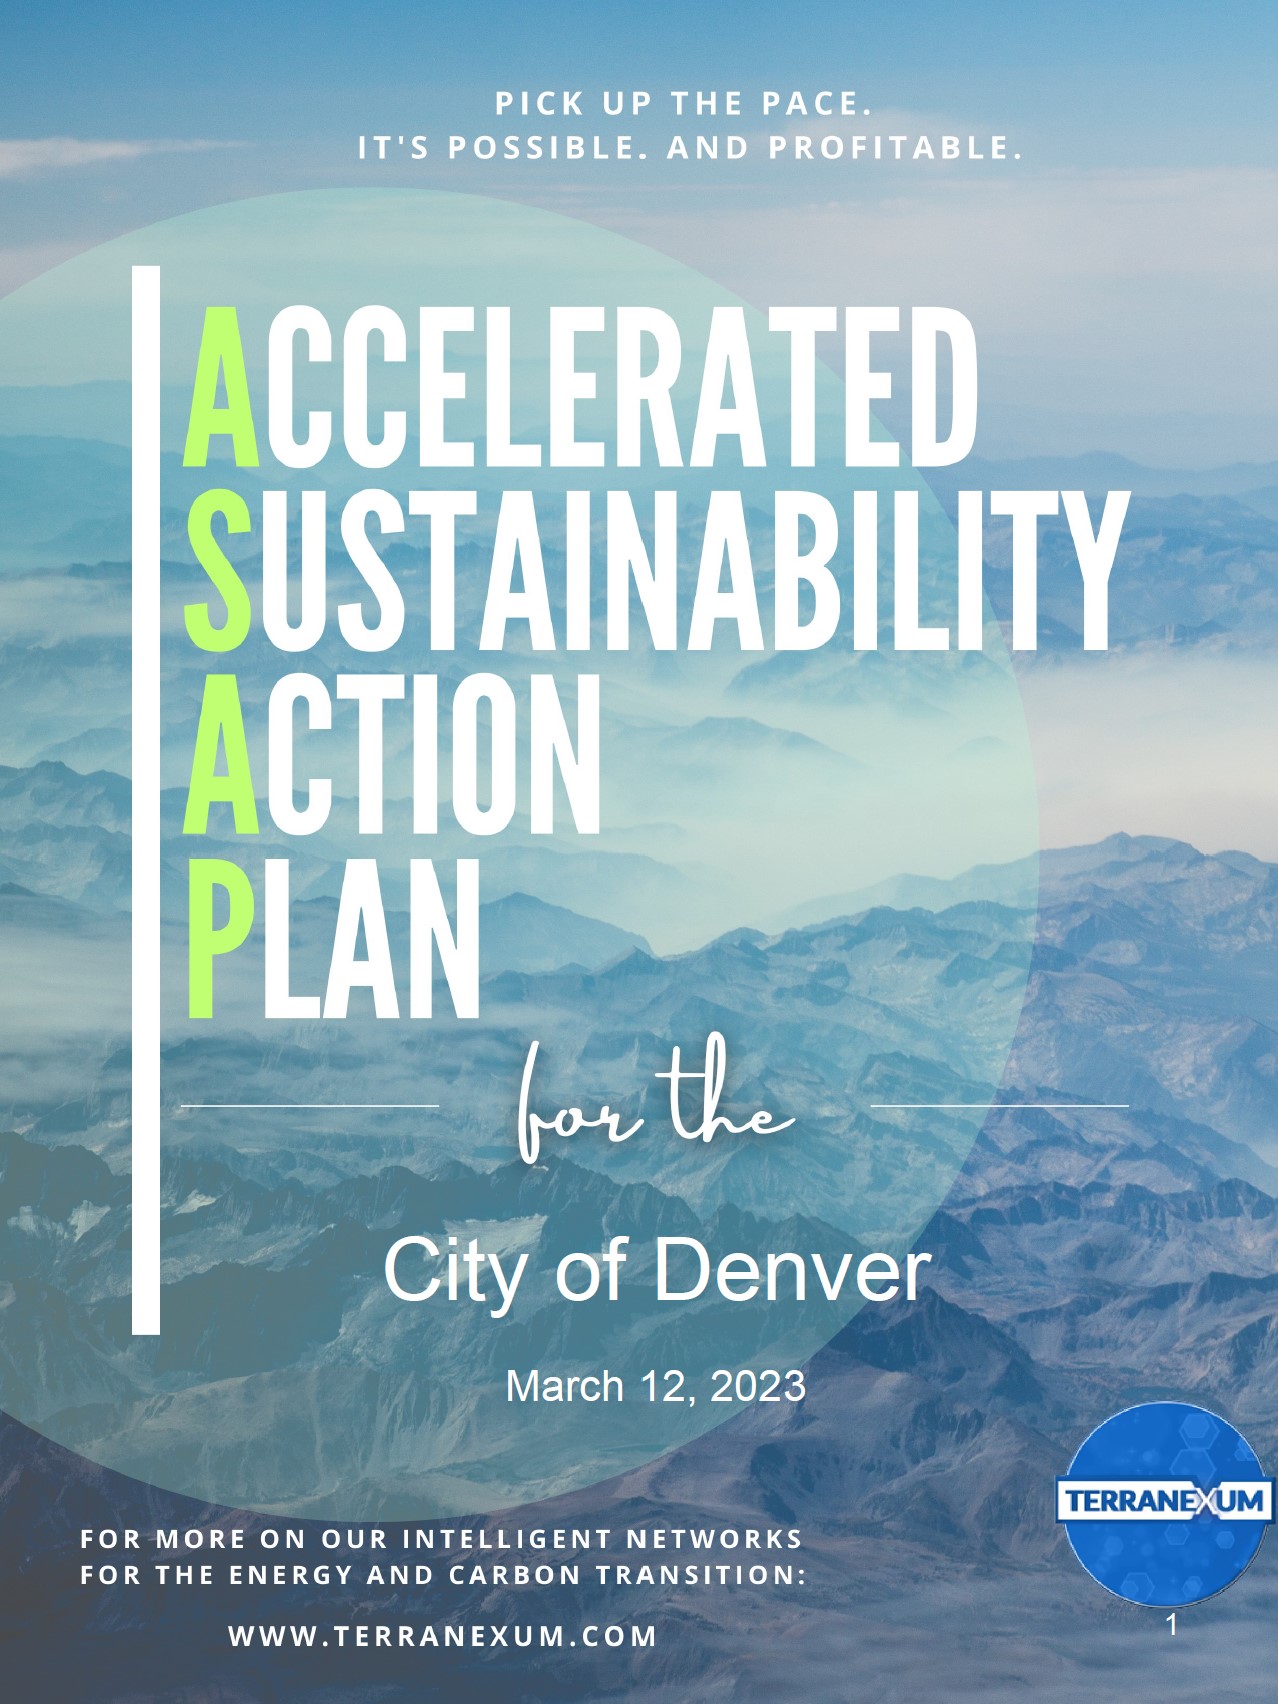 PICK UP THE PACE.
IT'S POSSIBLE. AND PROFITABLE.
ACCELERATED
SUSTAINABILITY
ACTION
PLAN
for the
City of Denver
March 12, 2023
TERRANEXUM
FOR MORE ON OUR INTELLIGENT NETWORKS
FOR THE ENERGY AND CARBON TRANSITION:
WWW.TERRANEXUM.COM
1